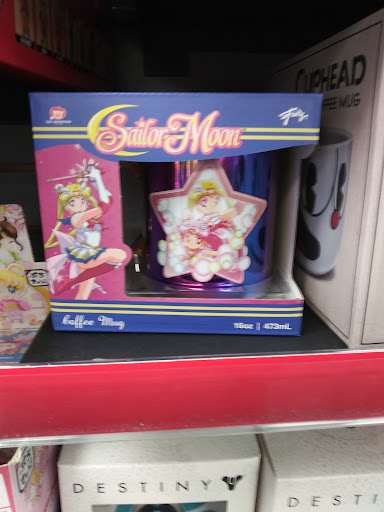 Sailor Moon
CUPHEAD
COFFEE MUG
Coffee Mug
16oz | 473mL
DESTINY
DESTI